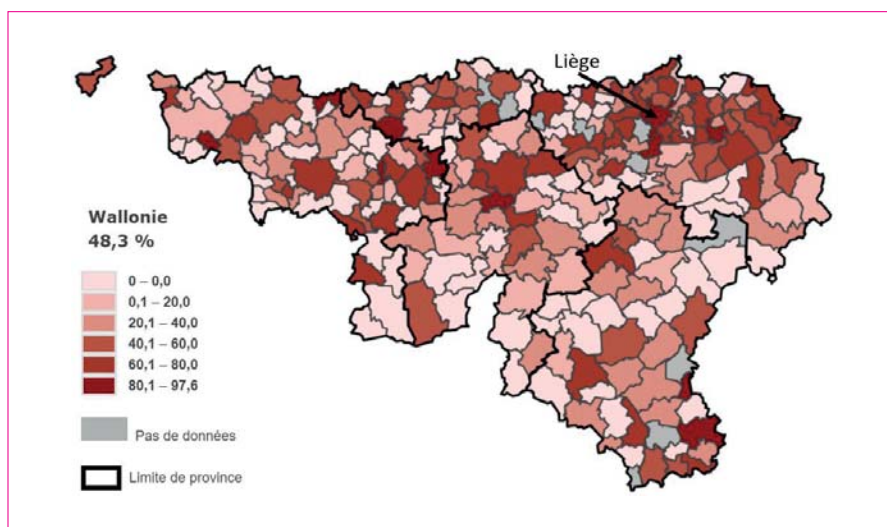 Liège
Wallonie
48,3 %
0 – 0,0
0,1 – 20,0
20,1 – 40,0
40,1 – 60,0
60,1 – 80,0
80,1 – 97,6
Pas de données
Limite de province